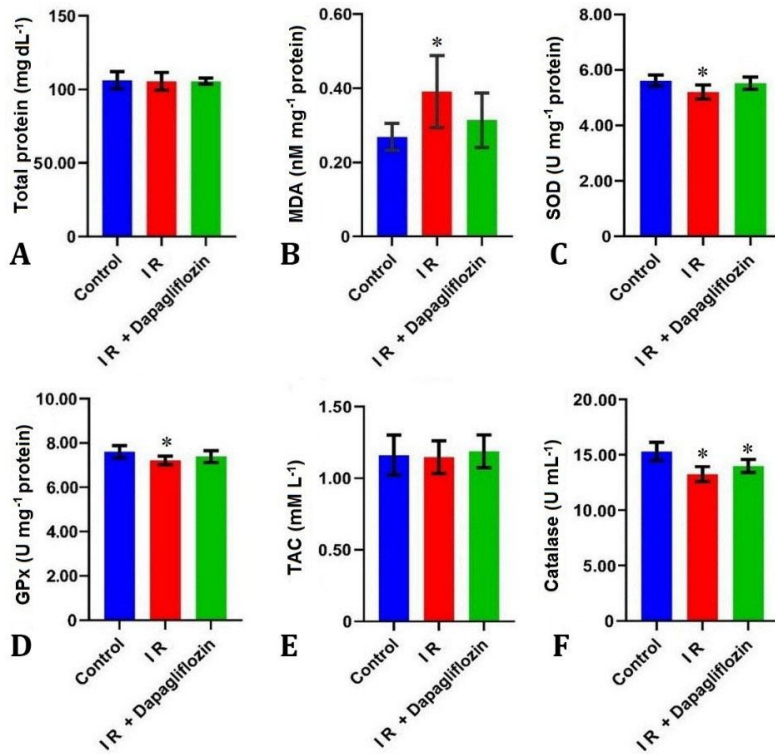 Total protein (mg dL⁻¹)
150
100
50.00
0
Control
I R
I R + Dapagliflozin
A
MDA (nM mg⁻¹ protein)
0.60
0.40
0.20
0
*
Control
I R
I R + Dapagliflozin
B
SOD (U mg⁻¹ protein)
8.00
6.00
4.00
2.00
0
*
Control
I R
I R + Dapagliflozin
C
GPx (U mg⁻¹ protein)
10.00
8.00
6.00
4.00
2.00
0
*
Control
I R
I R + Dapagliflozin
D
TAC (mM L⁻¹)
1.50
1.00
0.50
0
Control
I R
I R + Dapagliflozin
E
Catalase (U mL⁻¹)
20.00
15.00
10.00
5.00
0
*
*
Control
I R
I R + Dapagliflozin
F